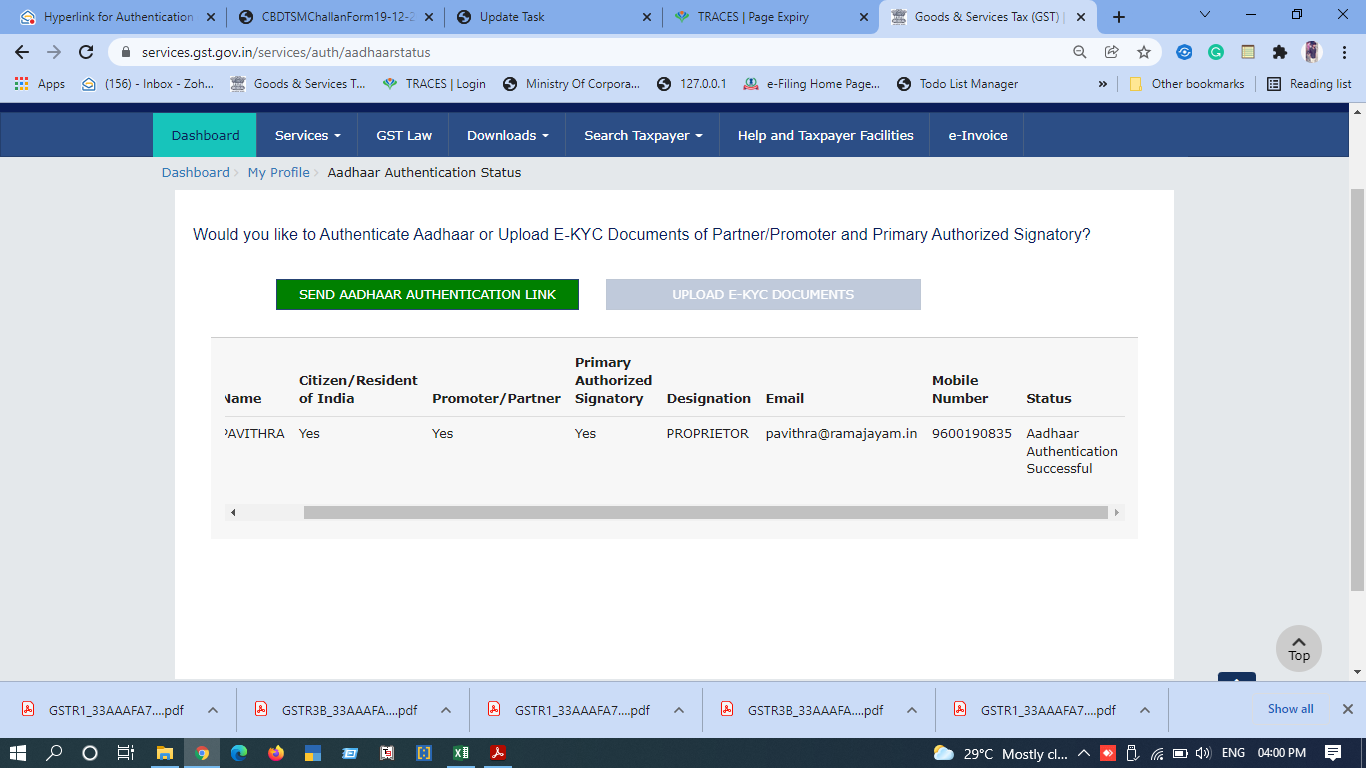 Hyperlink for Authentication
CBDTSMChallanForm19-12-2
Update Task
TRACES | Page Expiry
Goods & Services Tax (GST) |
services.gst.gov.in/services/auth/aadhaarstatus
Apps
(156) - Inbox - Zoh...
Goods & Services T...
TRACES | Login
Ministry Of Corpora...
127.0.0.1
e-Filing Home Page...
Todo List Manager
»
Other bookmarks
Reading list
Dashboard
Services
GST Law
Downloads
Search Taxpayer
Help and Taxpayer Facilities
e-Invoice
Dashboard
My Profile
Aadhaar Authentication Status
Would you like to Authenticate Aadhaar or Upload E-KYC Documents of Partner/Promoter and Primary Authorized Signatory?
SEND AADHAAR AUTHENTICATION LINK
UPLOAD E-KYC DOCUMENTS
Name
Citizen/Resident
of India
Promoter/Partner
Primary
Authorized
Signatory
Designation
Email
Mobile
Number
Status
PAVITHRA
Yes
Yes
Yes
PROPRIETOR
pavithra@ramajayam.in
9600190835
Aadhaar
Authentication
Successful
Top
GSTR1_33AAAFA7....pdf
GSTR3B_33AAAFA....pdf
GSTR1_33AAAFA7....pdf
GSTR3B_33AAAFA....pdf
GSTR1_33AAAFA7....pdf
Show all
29°C Mostly cl...
ENG
04:00 PM